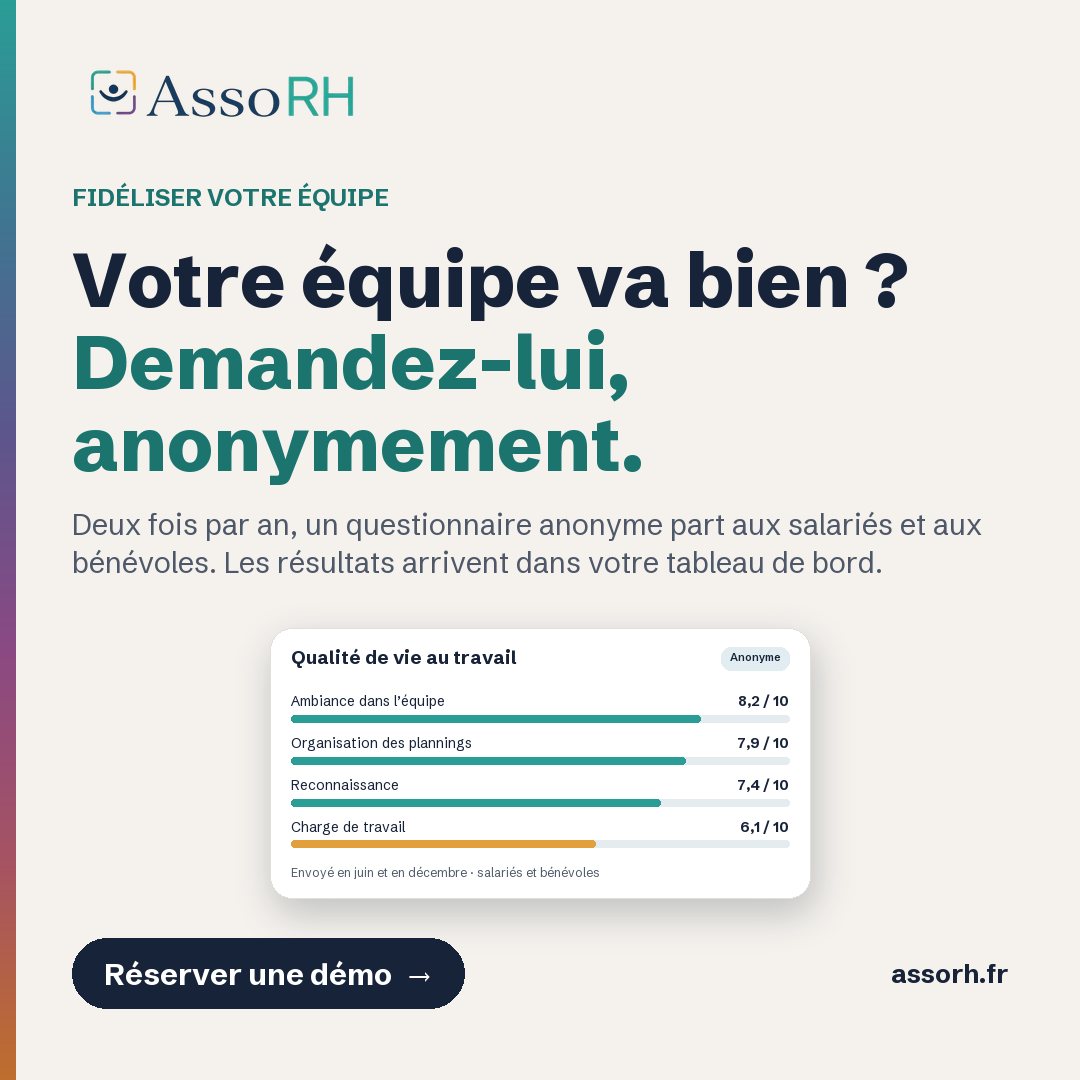 AssoRH
FIDÉLISER VOTRE ÉQUIPE
Votre équipe va bien ?
Demandez-lui,
anonymement.
Deux fois par an, un questionnaire anonyme part aux salariés et aux
bénévoles. Les résultats arrivent dans votre tableau de bord.
Qualité de vie au travail
Anonyme
Ambiance dans l’équipe 8,2 / 10
Organisation des plannings 7,9 / 10
Reconnaissance 7,4 / 10
Charge de travail 6,1 / 10
Envoyé en juin et en décembre · salariés et bénévoles
Réserver une démo →
assorh.fr